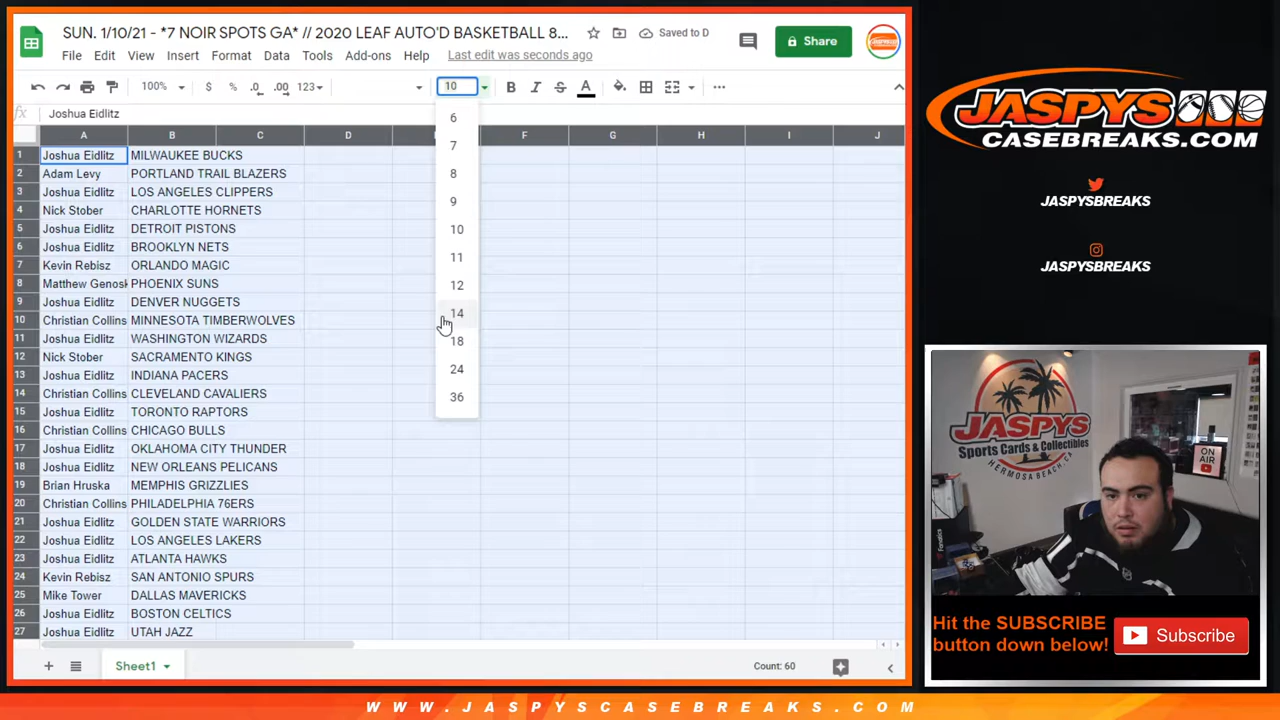 SUN. 1/10/21 - *7 NOIR SPOTS GA* // 2020 LEAF AUTO'D BASKETBALL 8...
Saved to D
Share
File Edit View Insert Format Data Tools Add-ons Help Last edit was seconds ago
100% $ % .0 .00 123 10 B I S A
fx Joshua Eidlitz
A B C D F G H I J
1 Joshua Eidlitz MILWAUKEE BUCKS
2 Adam Levy PORTLAND TRAIL BLAZERS
3 Joshua Eidlitz LOS ANGELES CLIPPERS
4 Nick Stober CHARLOTTE HORNETS
5 Joshua Eidlitz DETROIT PISTONS
6 Joshua Eidlitz BROOKLYN NETS
7 Kevin Rebisz ORLANDO MAGIC
8 Matthew Genosk PHOENIX SUNS
9 Joshua Eidlitz DENVER NUGGETS
10 Christian Collins MINNESOTA TIMBERWOLVES
11 Joshua Eidlitz WASHINGTON WIZARDS
12 Nick Stober SACRAMENTO KINGS
13 Joshua Eidlitz INDIANA PACERS
14 Christian Collins CLEVELAND CAVALIERS
15 Joshua Eidlitz TORONTO RAPTORS
16 Christian Collins CHICAGO BULLS
17 Joshua Eidlitz OKLAHOMA CITY THUNDER
18 Joshua Eidlitz NEW ORLEANS PELICANS
19 Brian Hruska MEMPHIS GRIZZLIES
20 Christian Collins PHILADELPHIA 76ERS
21 Joshua Eidlitz GOLDEN STATE WARRIORS
22 Joshua Eidlitz LOS ANGELES LAKERS
23 Joshua Eidlitz ATLANTA HAWKS
24 Kevin Rebisz SAN ANTONIO SPURS
25 Mike Tower DALLAS MAVERICKS
26 Joshua Eidlitz BOSTON CELTICS
27 Joshua Eidlitz UTAH JAZZ
6
7
8
9
10
11
12
14
18
24
36
Sheet1
Count: 60
JASPYS
CASEBREAKS.COM
JASPYSBREAKS
JASPYSBREAKS
JASPYS
Sports Cards & Collectibles
HERMOSA BEACH, CA
ON AIR
Hit the SUBSCRIBE
button down below!
Subscribe
WWW.JASPYSCASEBREAKS.COM